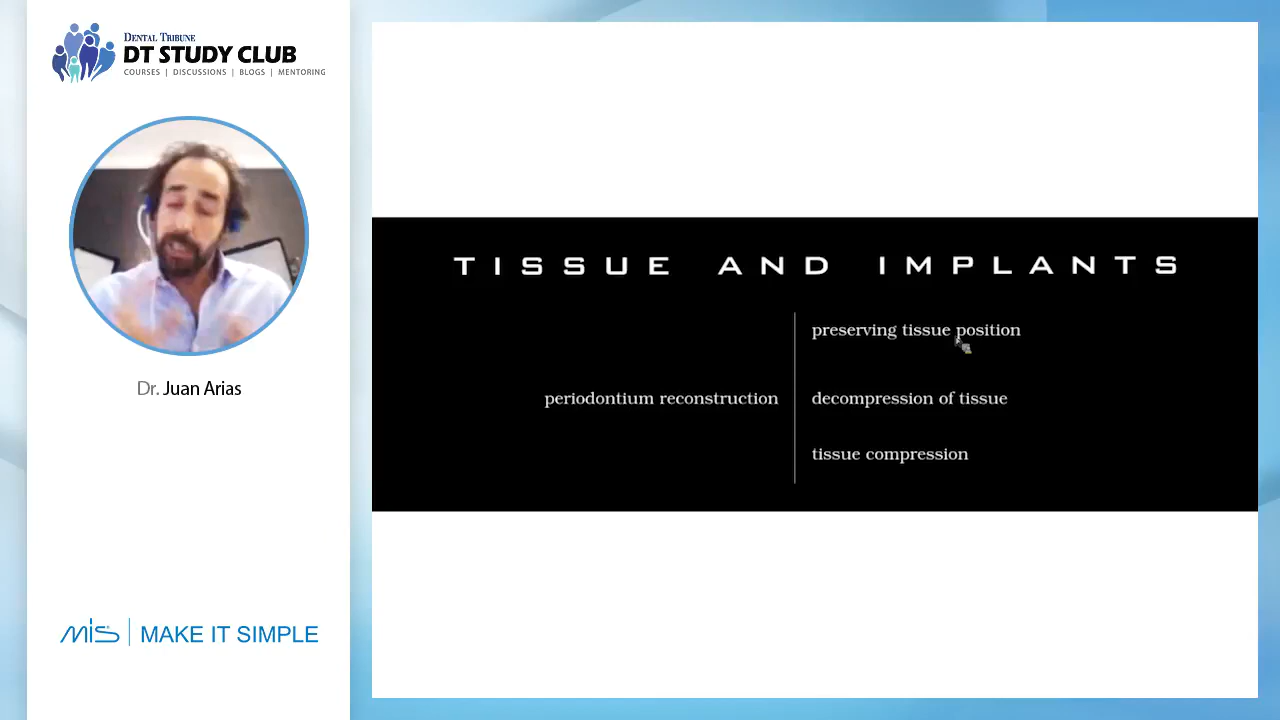 DENTAL TRIBUNE
DT STUDY CLUB
COURSES | DISCUSSIONS | BLOGS | MENTORING
Dr. Juan Arias
mis | MAKE IT SIMPLE
TISSUE AND IMPLANTS
preserving tissue position
periodontium reconstruction
decompression of tissue
tissue compression